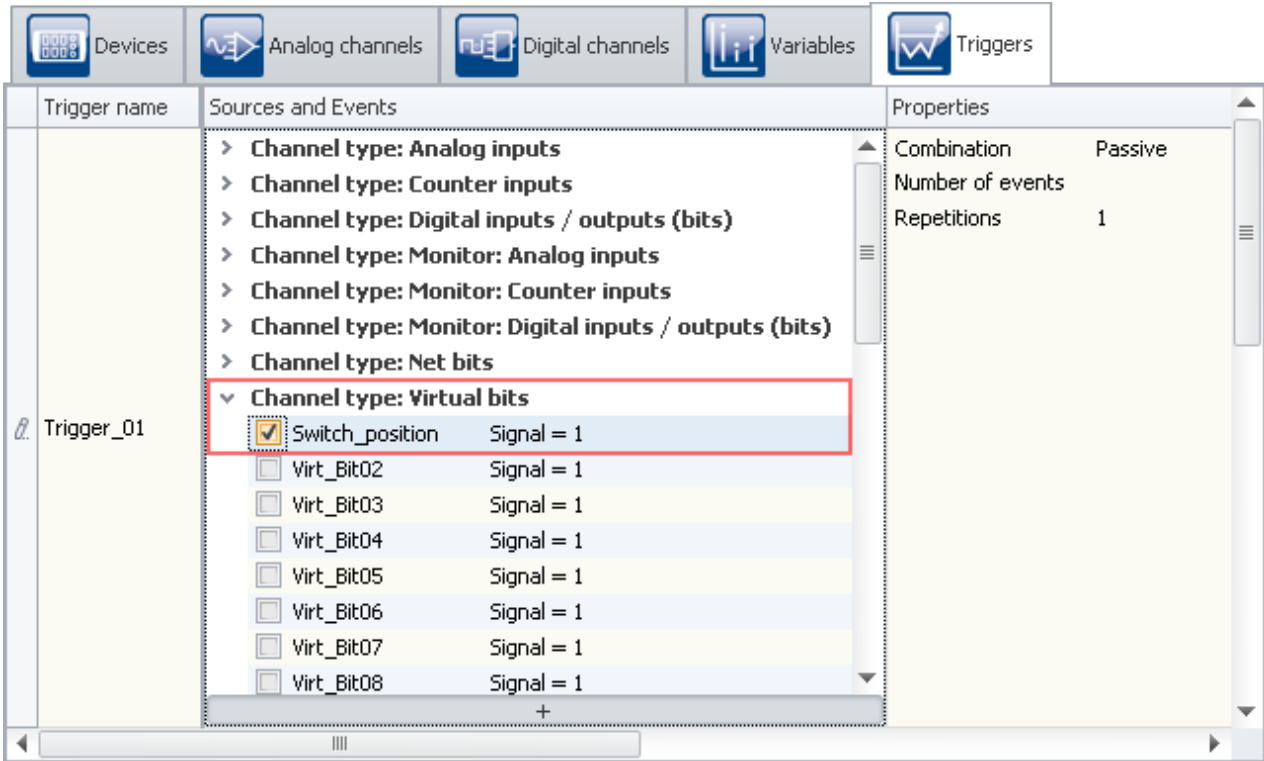 Devices Analog channels Digital channels Variables Triggers
Trigger name Sources and Events Properties
Channel type: Analog inputs Combination Passive
Channel type: Counter inputs Number of events
Channel type: Digital inputs / outputs (bits) Repetitions 1
Channel type: Monitor: Analog inputs
Channel type: Monitor: Counter inputs
Channel type: Monitor: Digital inputs / outputs (bits)
Channel type: Net bits
Channel type: Virtual bits
Trigger_01 Switch_position Signal = 1
Virt_Bit02 Signal = 1
Virt_Bit03 Signal = 1
Virt_Bit04 Signal = 1
Virt_Bit05 Signal = 1
Virt_Bit06 Signal = 1
Virt_Bit07 Signal = 1
Virt_Bit08 Signal = 1
+